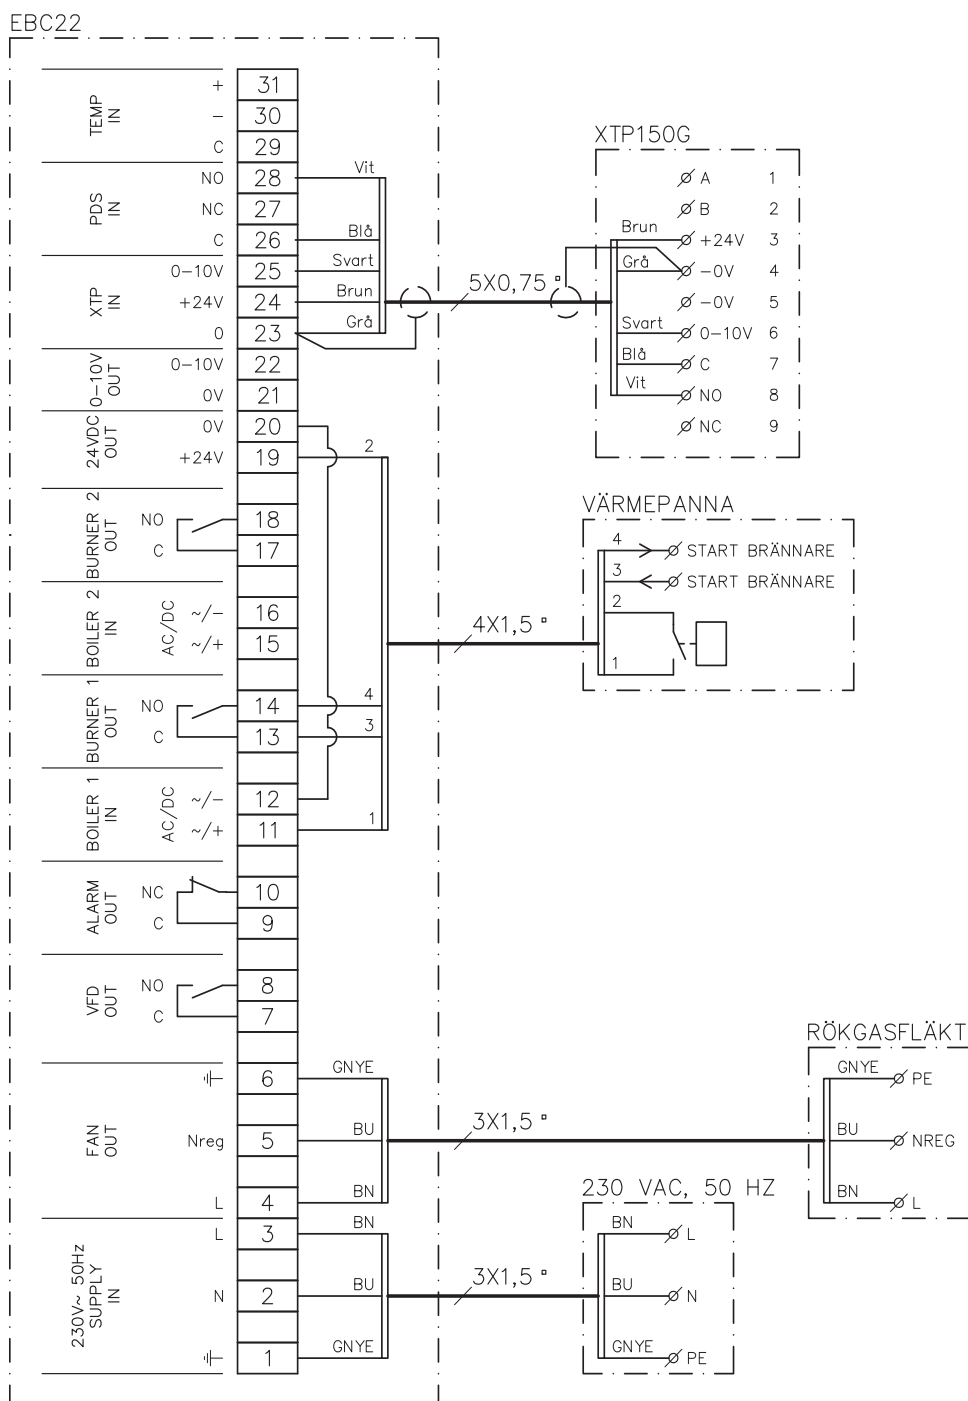 EBC22
TEMP
IN
+ 31
− 30
C 29
PDS
IN
NO 28 Vit
NC 27
C 26 Blå
XTP
IN
0−10V 25 Svart
+24V 24 Brun
0 23 Grå
5X0,75
0−10V
OUT
0−10V 22
0V 21
24VDC
OUT
0V 20
+24V 19 2
BURNER 2
OUT
NO 18
C 17
BOILER 2
IN
AC/DC
~/− 16
~/+ 15
4X1,5
BURNER 1
OUT
NO 14 4
C 13 3
BOILER 1
IN
AC/DC
~/− 12
~/+ 11 1
ALARM
OUT
NC 10
C 9
VFD
OUT
NO 8
C 7
FAN
OUT
6 GNYE
Nreg 5 BU
L 4 BN
3X1,5
230V~ 50Hz
SUPPLY
IN
L 3 BN
N 2 BU
1 GNYE
3X1,5
XTP150G
A 1
B 2
Brun +24V 3
Grå −0V 4
−0V 5
Svart 0−10V 6
Blå C 7
Vit NO 8
NC 9
VÄRMEPANNA
4 START BRÄNNARE
3 START BRÄNNARE
2
1
RÖKGASFLÄKT
GNYE PE
BU NREG
BN L
230 VAC, 50 HZ
BN L
BU N
GNYE PE